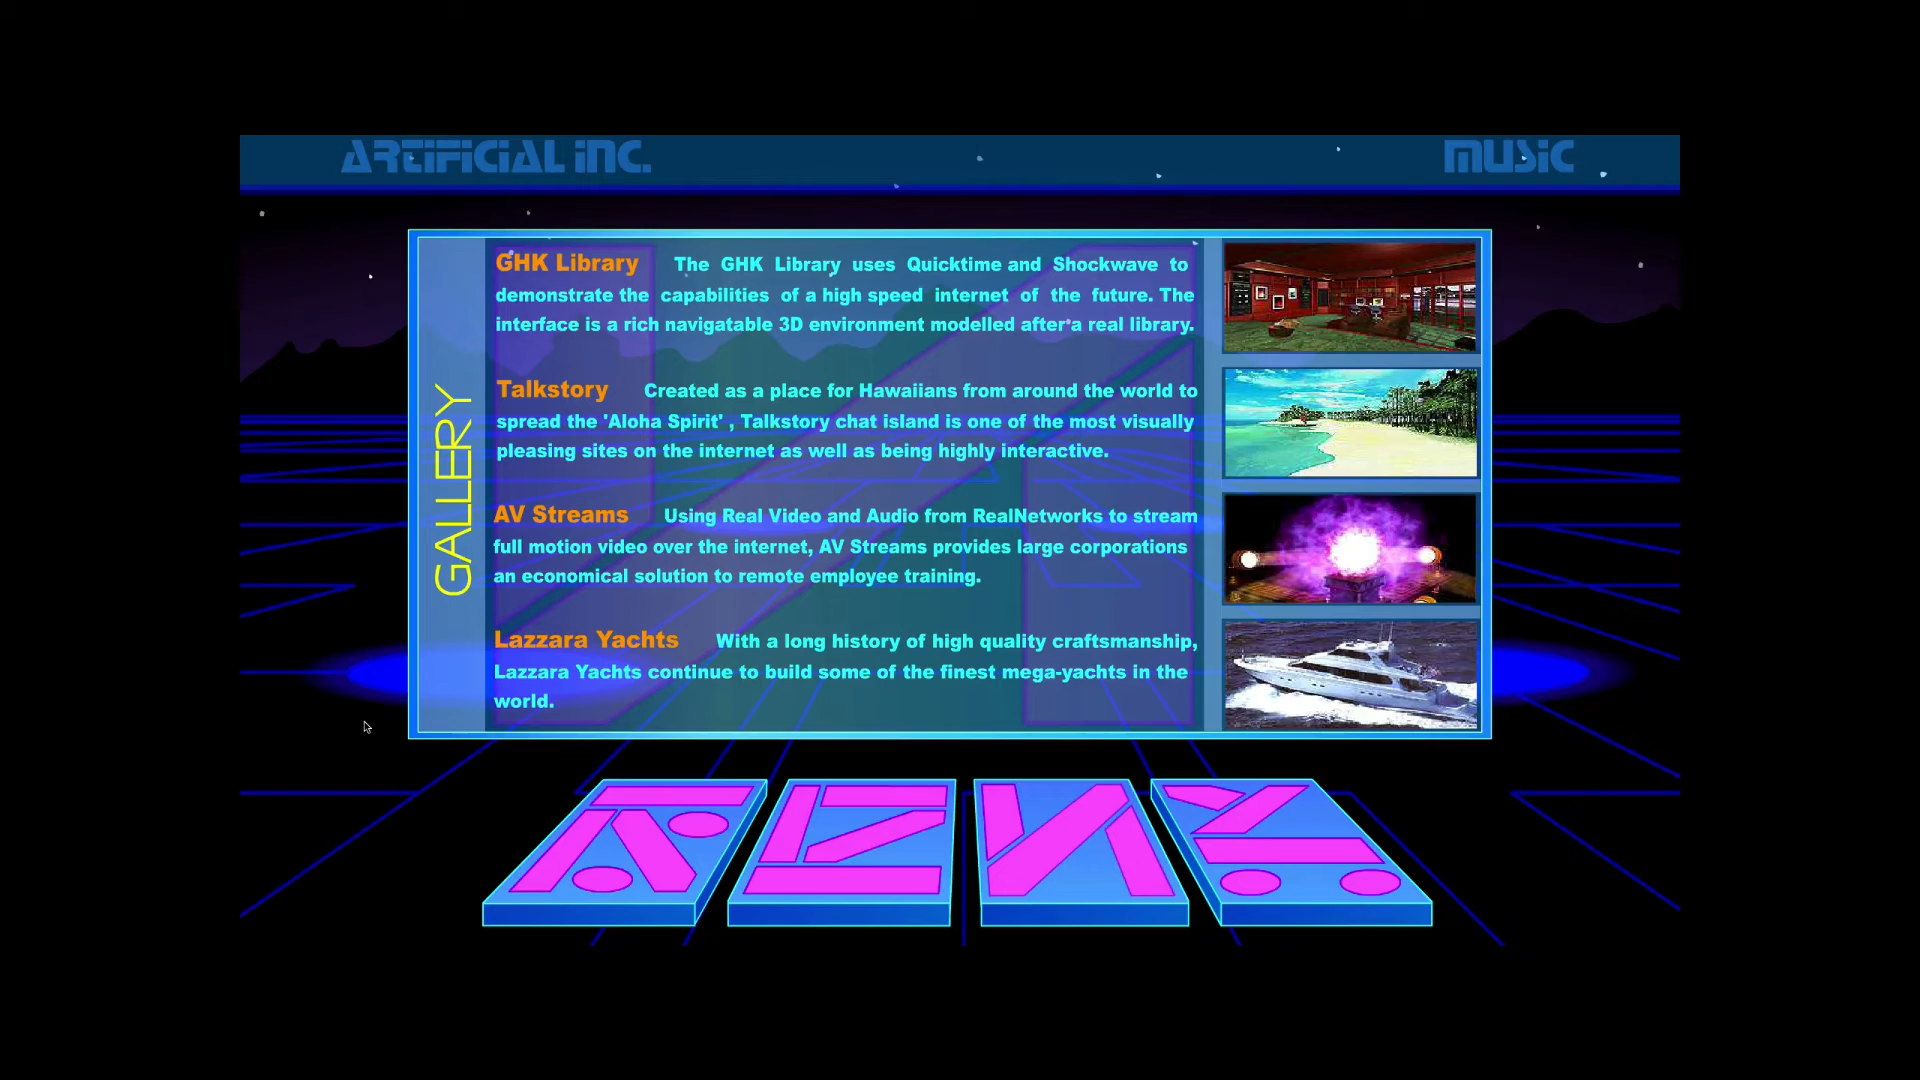 ARTIFICIAL INC.
MUSIC
GALLERY
GHK Library The GHK Library uses Quicktime and Shockwave to
demonstrate the capabilities of a high speed internet of the future. The
interface is a rich navigatable 3D environment modelled after a real library.
Talkstory Created as a place for Hawaiians from around the world to
spread the 'Aloha Spirit' , Talkstory chat island is one of the most visually
pleasing sites on the internet as well as being highly interactive.
AV Streams Using Real Video and Audio from RealNetworks to stream
full motion video over the internet, AV Streams provides large corporations
an economical solution to remote employee training.
Lazzara Yachts With a long history of high quality craftsmanship,
Lazzara Yachts continue to build some of the finest mega-yachts in the
world.